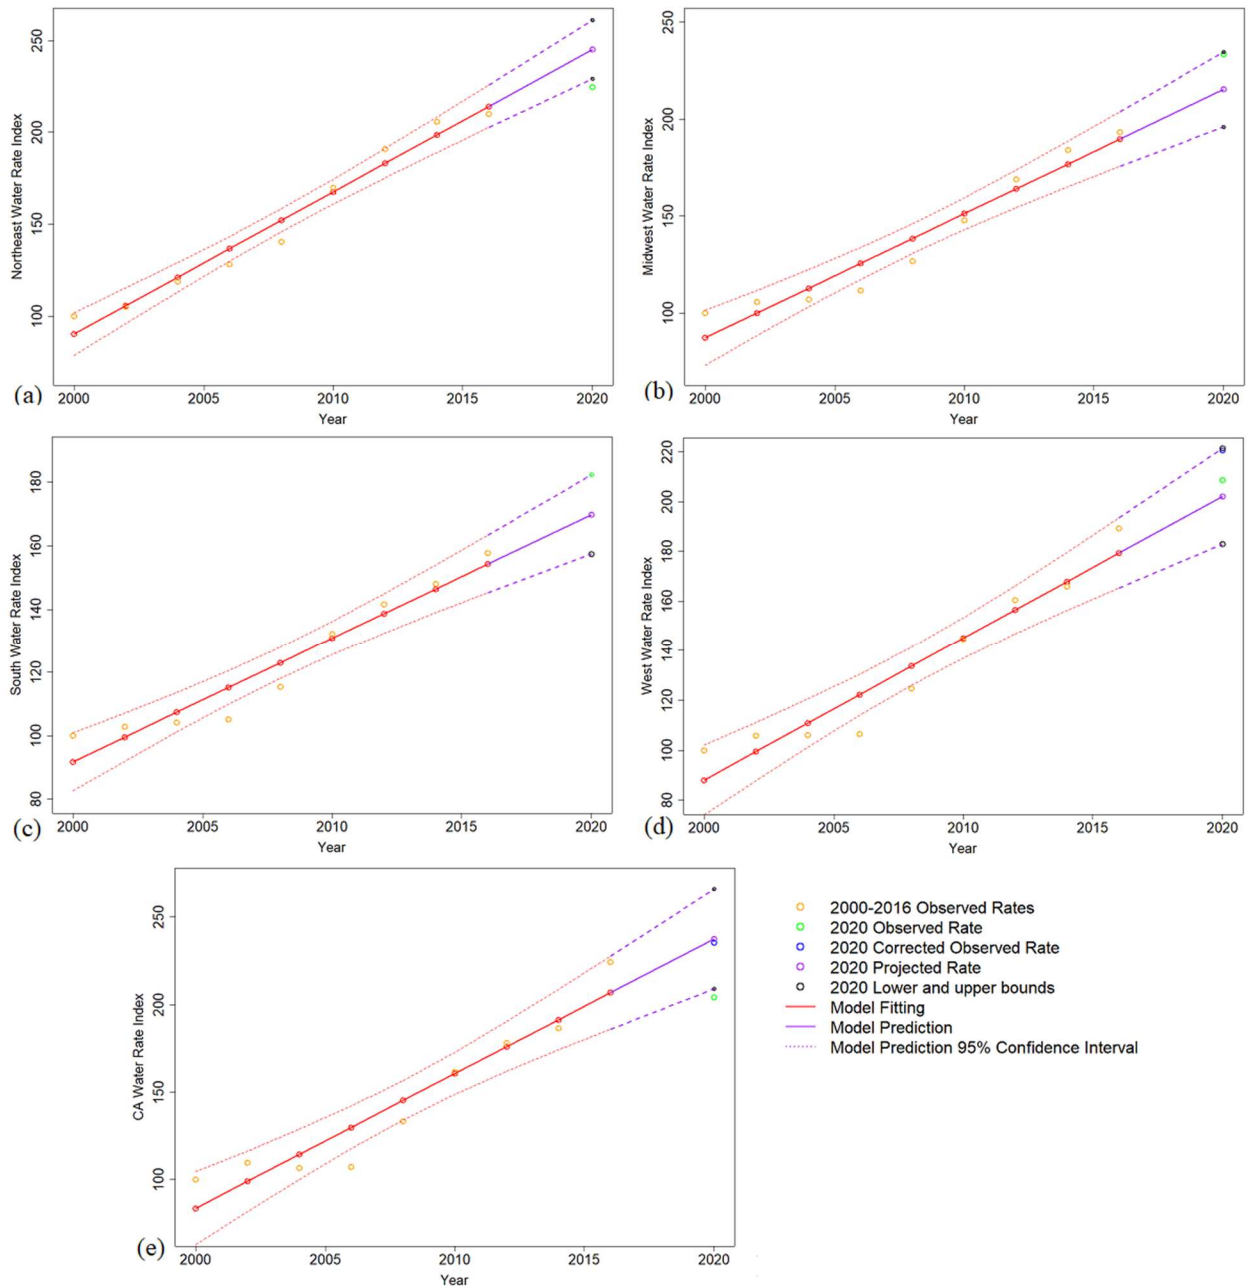 Northeast Water Rate Index
250
200
150
100
2000 2005 2010 2015 2020
Year
(a)
Midwest Water Rate Index
250
200
150
100
2000 2005 2010 2015 2020
Year
(b)
South Water Rate Index
180
160
140
120
100
80
2000 2005 2010 2015 2020
Year
(c)
West Water Rate Index
220
200
180
160
140
120
100
80
2000 2005 2010 2015 2020
Year
(d)
CA Water Rate Index
250
200
150
100
2000 2005 2010 2015 2020
Year
(e)
2000-2016 Observed Rates
2020 Observed Rate
2020 Corrected Observed Rate
2020 Projected Rate
2020 Lower and upper bounds
Model Fitting
Model Prediction
Model Prediction 95% Confidence Interval